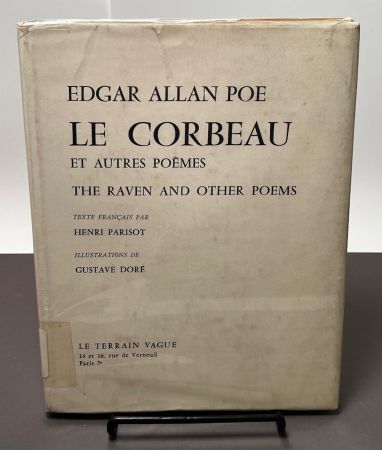 EDGAR ALLAN POE
LE CORBEAU
ET AUTRES POÈMES
THE RAVEN AND OTHER POEMS
TEXTE FRANÇAIS PAR
HENRI PARISOT
ILLUSTRATIONS DE
GUSTAVE DORÉ
LE TERRAIN VAGUE
14 et 16, rue de Verneuil
Paris 7e